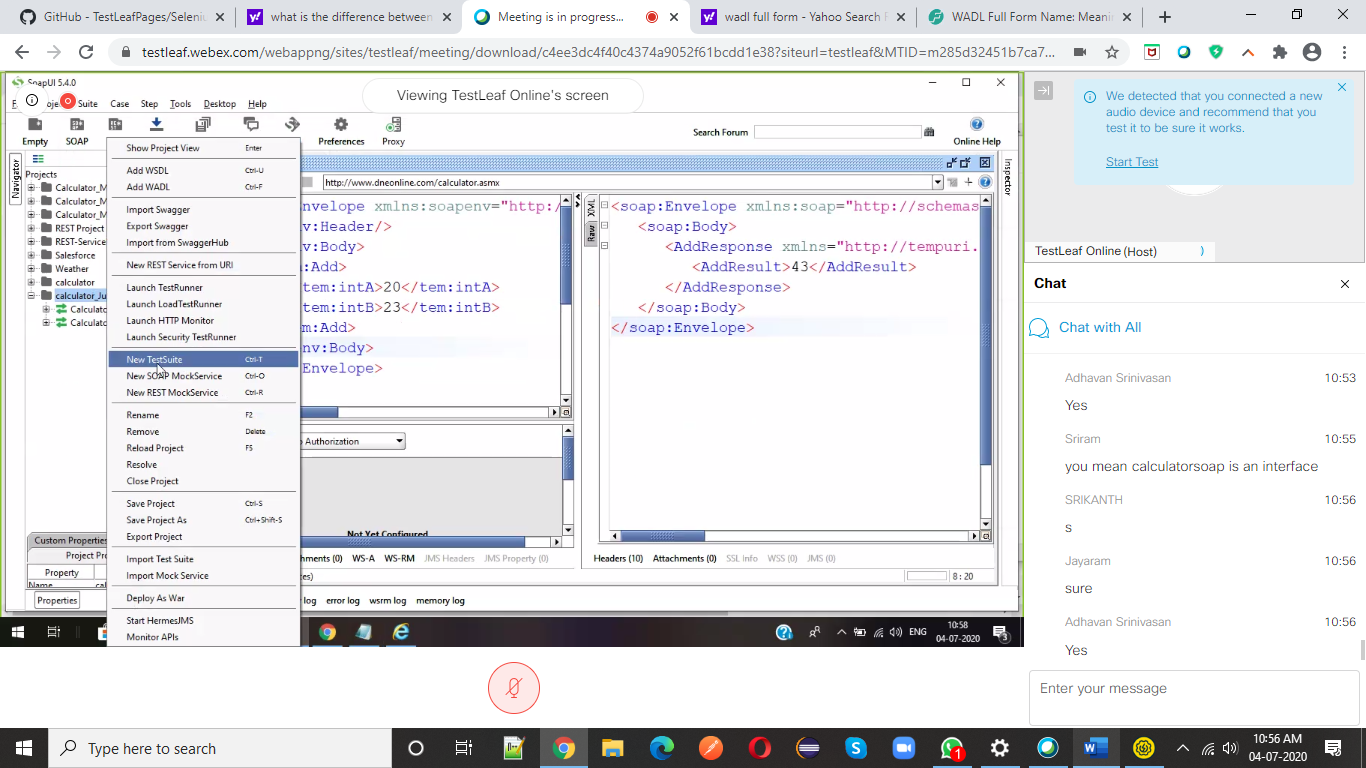 GitHub - TestLeafPages/Seleniu
what is the difference between
Meeting is in progress...
wadl full form - Yahoo Search R
WADL Full Form Name: Meanin
testleaf.webex.com/webappng/sites/testleaf/meeting/download/c4ee3dc4f40c4374a9052f61bcdd1e38?siteurl=testleaf&MTID=m285d32451b7ca7...
SoapUI 5.4.0
Viewing TestLeaf Online's screen
Suite Case Step Tools Desktop Help
Empty SOAP Preferences Proxy
Search Forum
Online Help
Navigator
Projects
Calculator_M
Calculator_M
Calculator_M
REST Project
REST-Service
Salesforce
Weather
calculator
calculator_Ju
Calculato
Calculato
Custom Properties
Project Pro
Property
Name cal
Properties
Show Project View Enter
Add WSDL Ctrl-U
Add WADL Ctrl-F
Import Swagger
Export Swagger
Import from SwaggerHub
New REST Service from URI
Launch TestRunner
Launch LoadTestRunner
Launch HTTP Monitor
Launch Security TestRunner
New TestSuite Ctrl-T
New SOAP MockService Ctrl-O
New REST MockService Ctrl-R
Rename F2
Remove Delete
Reload Project F5
Resolve
Close Project
Save Project Ctrl-S
Save Project As Ctrl+Shift-S
Export Project
Import Test Suite
Import Mock Service
Deploy As War
Start HermesJMS
Monitor APIs
http://www.dneonline.com/calculator.asmx
nvelope xmlns:soapenv="http:/
v:Header/>
v:Body>
:Add>
tem:intA>20</tem:intA>
tem:intB>23</tem:intB>
m:Add>
nv:Body>
Envelope>
Authorization
Not Yet Configured
hments (0) WS-A WS-RM JMS Headers JMS Property (0)
log error log wsrm log memory log
XML
Raw
<soap:Envelope xmlns:soap="http://schemas
<soap:Body>
<AddResponse xmlns="http://tempuri.
<AddResult>43</AddResult>
</AddResponse>
</soap:Body>
</soap:Envelope>
Headers (10) Attachments (0) SSL Info WSS (0) JMS (0)
8 : 20
Inspector
ENG
10:58
04-07-2020
3
We detected that you connected a new
audio device and recommend that you
test it to be sure it works.
Start Test
TestLeaf Online (Host)
Chat
Chat with All
Adhavan Srinivasan 10:53
Yes
Sriram 10:55
you mean calculatorsoap is an interface
SRIKANTH 10:56
s
Jayaram 10:56
sure
Adhavan Srinivasan 10:56
Yes
Enter your message
Type here to search
1
10:56 AM
04-07-2020